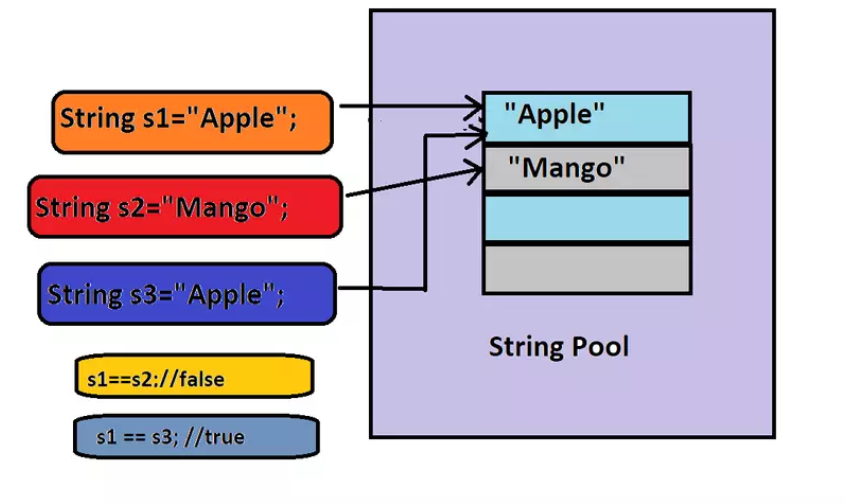 String s1="Apple";
String s2="Mango";
String s3="Apple";
s1==s2;//false
s1 == s3; //true
"Apple"
"Mango"
String Pool